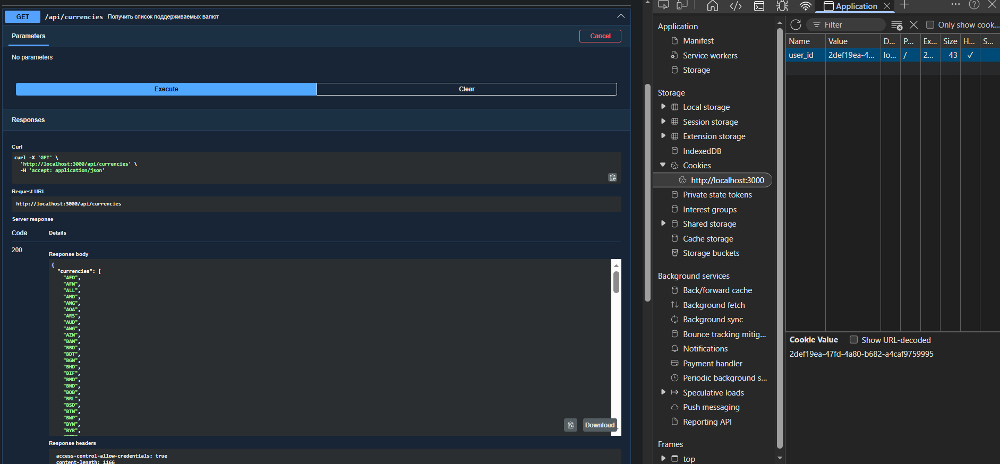 GET /api/currencies Получить список поддерживаемых валют
Parameters
Cancel
No parameters
Execute
Clear
Responses
Curl
curl -X 'GET' \
'http://localhost:3000/api/currencies' \
-H 'accept: application/json'
Request URL
http://localhost:3000/api/currencies
Server response
Code Details
200
Response body
{
"currencies": [
"AED",
"AFN",
"ALL",
"AMD",
"ANG",
"AOA",
"ARS",
"AUD",
"AWG",
"AZN",
"BAM",
"BBD",
"BDT",
"BGN",
"BHD",
"BIF",
"BMD",
"BND",
"BOB",
"BRL",
"BSD",
"BTN",
"BWP",
"BYN",
"BYR",
Download
Response headers
access-control-allow-credentials: true
content-length: 1166
Application
Application
Manifest
Service workers
Storage
Storage
Local storage
Session storage
Extension storage
IndexedDB
Cookies
http://localhost:3000
Private state tokens
Interest groups
Shared storage
Cache storage
Storage buckets
Background services
Back/forward cache
Background fetch
Background sync
Bounce tracking mitig...
Notifications
Payment handler
Periodic background s...
Speculative loads
Push messaging
Reporting API
Frames
top
Filter
Only show cook...
Name Value D... P... Ex... Size H... S...
user_id 2def19ea-4... lo... / 2... 43 ✓
Cookie Value Show URL-decoded
2def19ea-47fd-4a80-b682-a4caf9759995